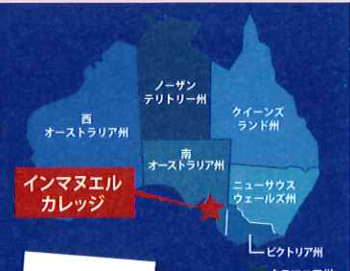 ノーザン
テリトリー州
西
オーストラリア州
クイーンズ
ランド州
南
オーストラリア州
インマヌエル
カレッジ
ニューサウス
ウェールズ州
ビクトリア州